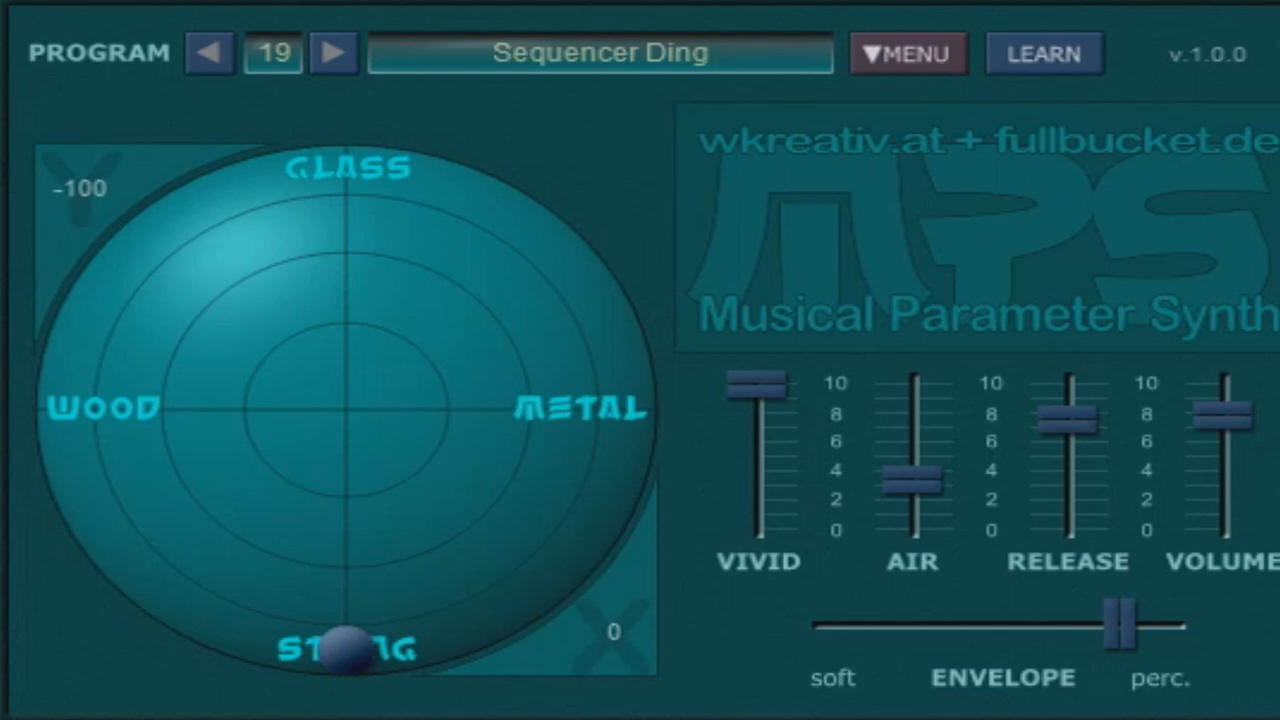 PROGRAM ◀ 19 ▶ Sequencer Ding ▼MENU LEARN v.1.0.0
wkreativ.at + fullbucket.de
MPS
Musical Parameter Synth
Y
-100
GLASS
WOOD METAL
X
0
10 10 10
8 8 8
6 6 6
4 4 4
2 2 2
0 0 0
VIVID AIR RELEASE VOLUME
soft ENVELOPE perc.